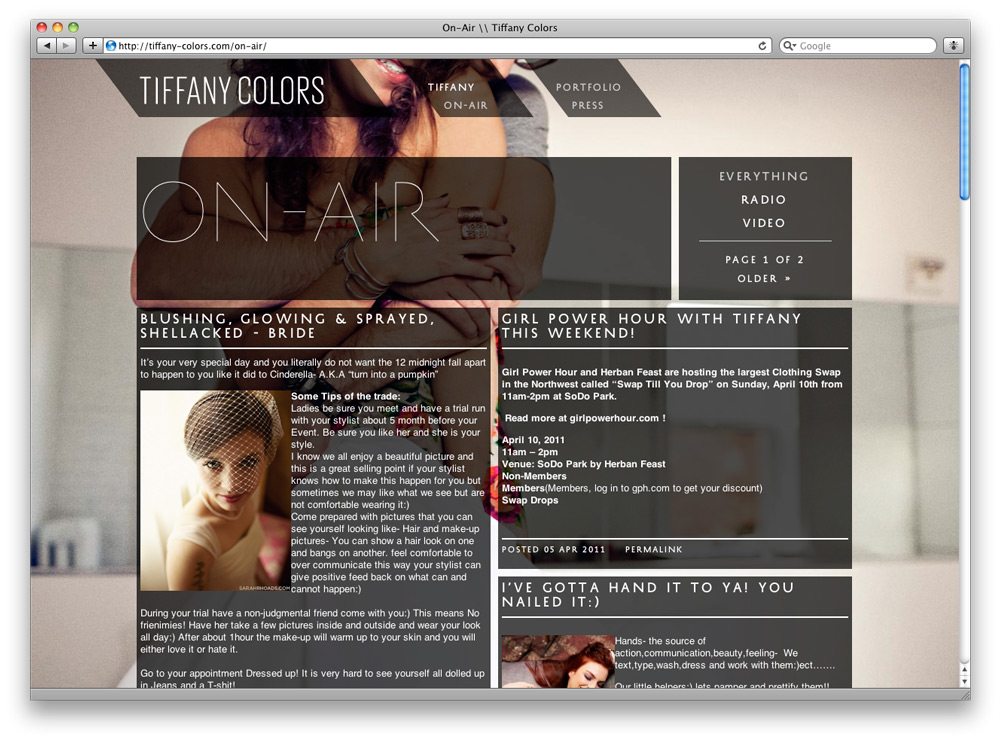 On-Air \\ Tiffany Colors
http://tiffany-colors.com/on-air/
Google
TIFFANY COLORS
TIFFANY
ON-AIR
PORTFOLIO
PRESS
ON-AIR
EVERYTHING
RADIO
VIDEO
PAGE 1 OF 2
OLDER »
BLUSHING, GLOWING & SPRAYED,
SHELLACKED - BRIDE
It's your very special day and you literally do not want the 12 midnight fall apart
to happen to you like it did to Cinderella- A.K.A "turn into a pumpkin"
Some Tips of the trade:
Ladies be sure you meet and have a trial run
with your stylist about 5 month before your
Event. Be sure you like her and she is your
style.
I know we all enjoy a beautiful picture and
this is a great selling point if your stylist
knows how to make this happen for you but
sometimes we may like what we see but are
not comfortable wearing it:)
Come prepared with pictures that you can
see yourself looking like- Hair and make-up
pictures- You can show a hair look on one
and bangs on another. feel comfortable to
over communicate this way your stylist can
give positive feed back on what can and
cannot happen:)
SARAHRHOADS.COM
During your trial have a non-judgmental friend come with you:) This means No
frienimies! Have her take a few pictures inside and outside and wear your look
all day:) After about 1hour the make-up will warm up to your skin and you will
either love it or hate it.
Go to your appointment Dressed up! It is very hard to see yourself all dolled up
in Jeans and a T-shit!
GIRL POWER HOUR WITH TIFFANY
THIS WEEKEND!
Girl Power Hour and Herban Feast are hosting the largest Clothing Swap
in the Northwest called "Swap Till You Drop" on Sunday, April 10th from
11am-2pm at SoDo Park.
Read more at girlpowerhour.com !
April 10, 2011
11am – 2pm
Venue: SoDo Park by Herban Feast
Non-Members
Members(Members, log in to gph.com to get your discount)
Swap Drops
POSTED 05 APR 2011 PERMALINK
I'VE GOTTA HAND IT TO YA! YOU
NAILED IT:)
Hands- the source of
action,communication,beauty,feeling- We
text,type,wash,dress and work with them:)ect…….
Our little helpers:) lets pamper and prettify them!!